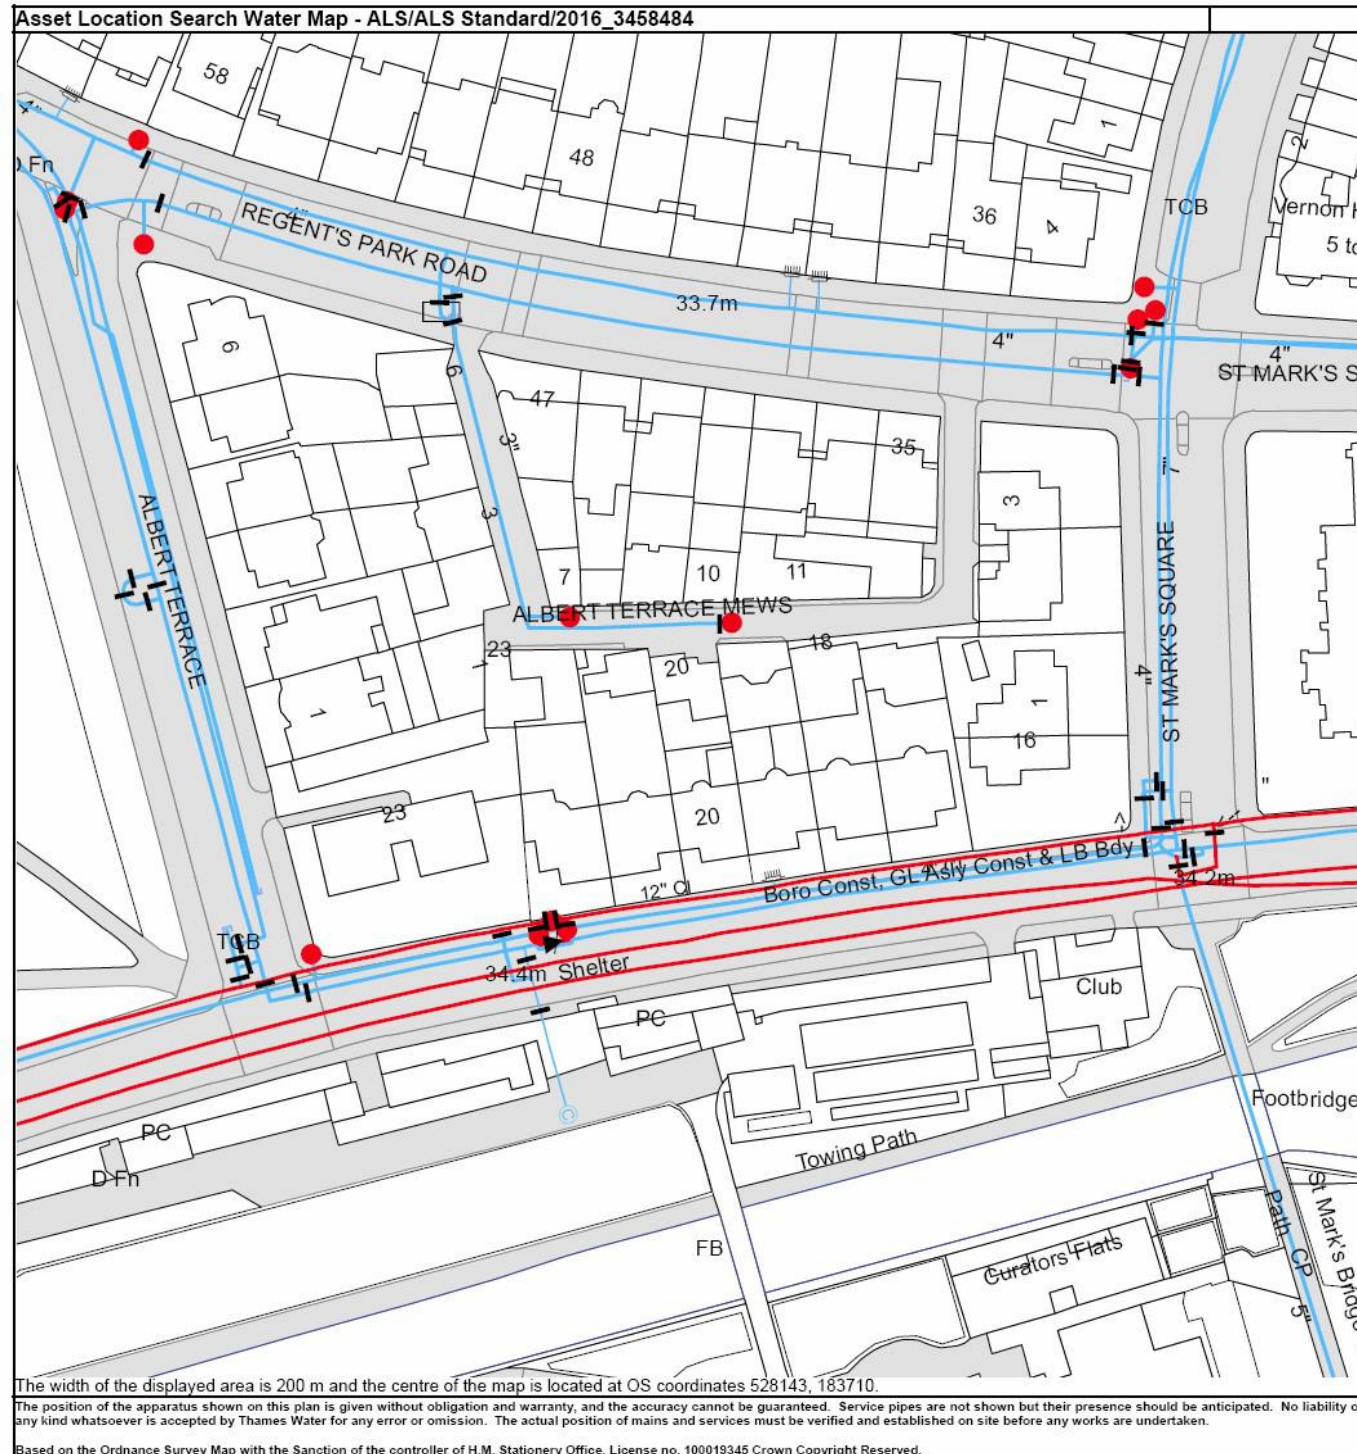 Asset Location Search Water Map - ALS/ALS Standard/2016_3458484
58
1
4"
2
Fn
48
TCB
Vernon
36
4
5 to
REGENT'S PARK ROAD
4"
33.7m
4"
4"
ST MARK'S S
6
6
47
3"
35
3
3
ALBERT TERRACE
7
10
11
ST MARK'S SQUARE
ALBERT TERRACE MEWS
23
1
20
18
4"
1
1
16
"
23
20
12" CI
Boro Const, GL Asly Const & LB Bdy
34.2m
TCB
34.4m Shelter
PC
Club
Footbridge
PC
Towing Path
D Fn
FB
Curators Flats
Path
CP
5"
St Mark's Bridge
The width of the displayed area is 200 m and the centre of the map is located at OS coordinates 528143, 183710.
The position of the apparatus shown on this plan is given without obligation and warranty, and the accuracy cannot be guaranteed. Service pipes are not shown but their presence should be anticipated. No liability of
any kind whatsoever is accepted by Thames Water for any error or omission. The actual position of mains and services must be verified and established on site before any works are undertaken.
Based on the Ordnance Survey Map with the Sanction of the controller of H.M. Stationery Office, License no. 100019345 Crown Copyright Reserved.